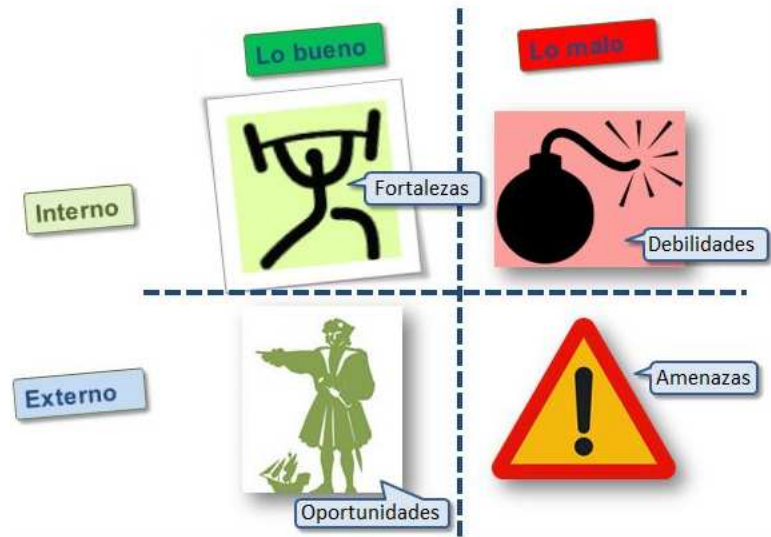 Lo bueno
Lo malo
Interno
Fortalezas
Debilidades
Externo
Amenazas
Oportunidades